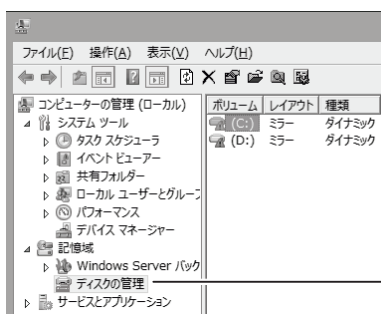 ファイル(F) 操作(A) 表示(V) ヘルプ(H)
コンピューターの管理 (ローカル)
システム ツール
タスク スケジューラ
イベント ビューアー
共有フォルダー
ローカル ユーザーとグループ
パフォーマンス
デバイス マネージャー
記憶域
Windows Server バック
ディスクの管理
サービスとアプリケーション
ボリューム レイアウト 種類
(C:) ミラー ダイナミック
(D:) ミラー ダイナミック